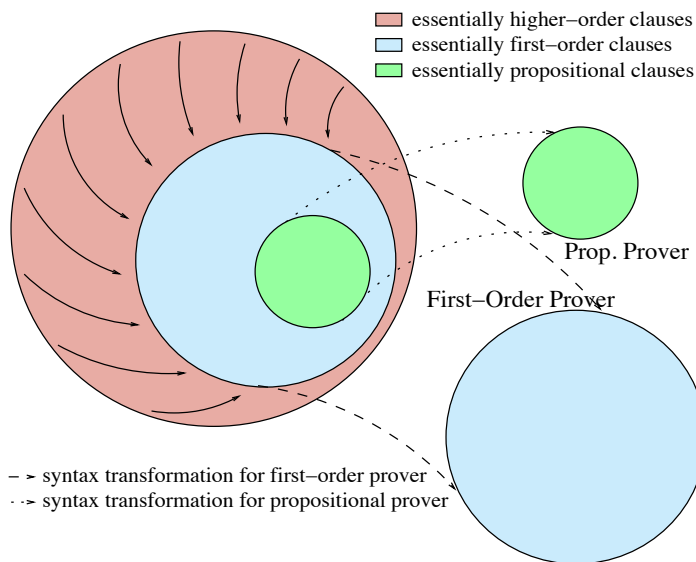 essentially higher–order clauses
essentially first–order clauses
essentially propositional clauses
Prop. Prover
First–Order Prover
syntax transformation for first–order prover
syntax transformation for propositional prover